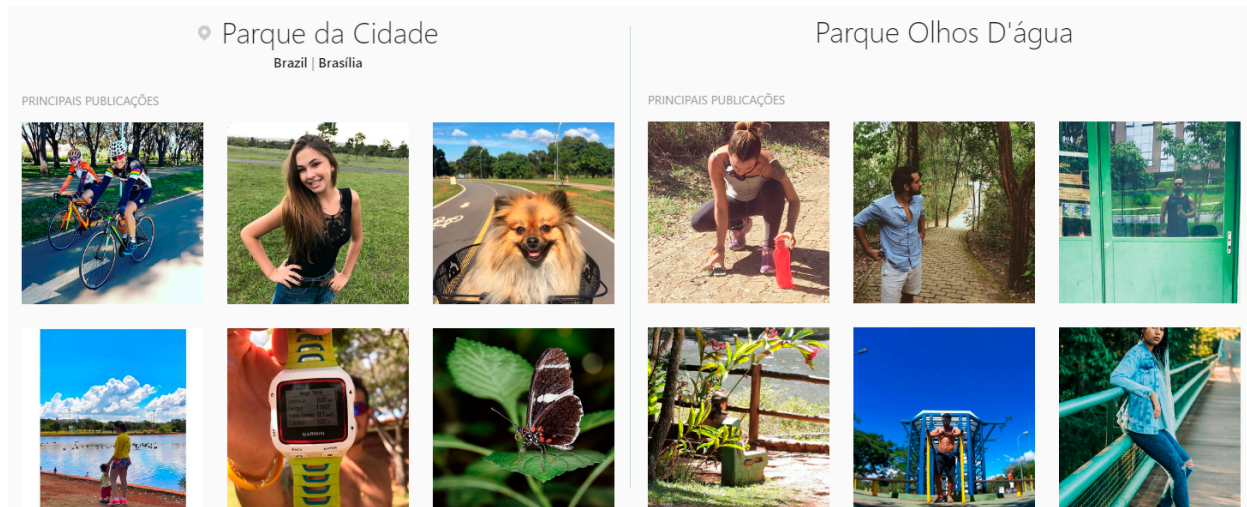 Parque da Cidade
Brazil | Brasília
PRINCIPAIS PUBLICAÇÕES
Parque Olhos D'água
PRINCIPAIS PUBLICAÇÕES
GARMIN